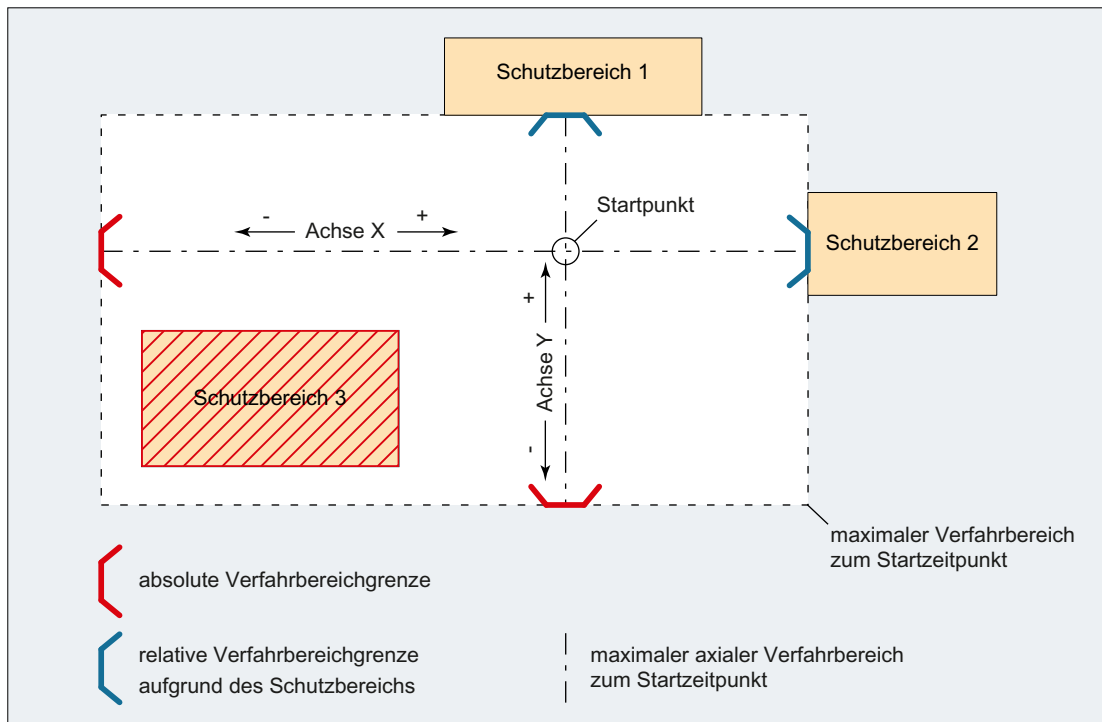 Schutzbereich 1
Startpunkt
- Achse X +
Schutzbereich 2
+
Achse Y
-
Schutzbereich 3
maximaler Verfahrbereich
zum Startzeitpunkt
absolute Verfahrbereichgrenze
relative Verfahrbereichgrenze
aufgrund des Schutzbereichs
maximaler axialer Verfahrbereich
zum Startzeitpunkt